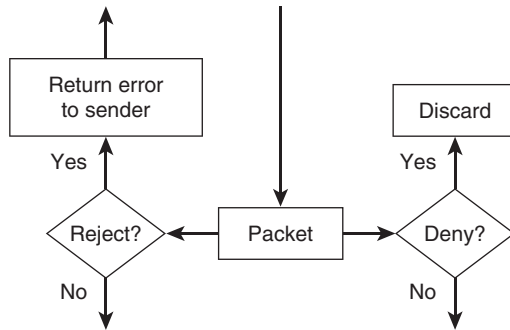 Return error
to sender
Discard
Yes
Yes
Reject?
Packet
Deny?
No
No